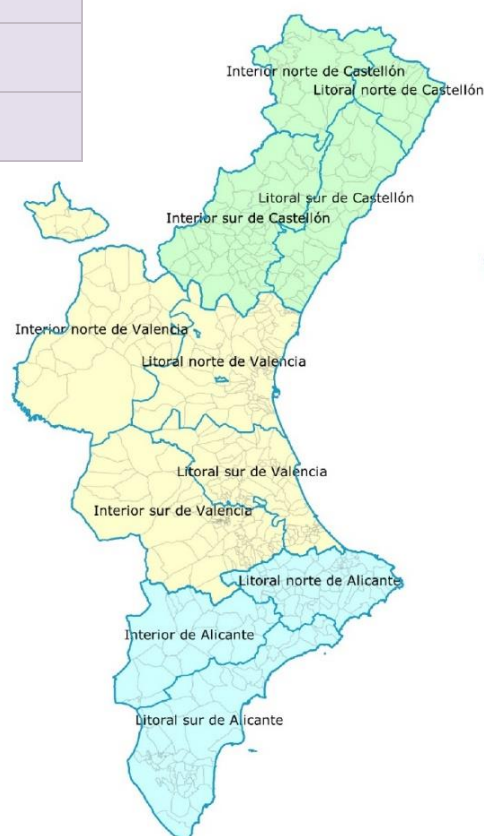 Interior norte de Castellón
Litoral norte de Castellón
Litoral sur de Castellón
Interior sur de Castellón
Interior norte de Valencia
Litoral norte de Valencia
Litoral sur de Valencia
Interior sur de Valencia
Litoral norte de Alicante
Interior de Alicante
Litoral sur de Alicante